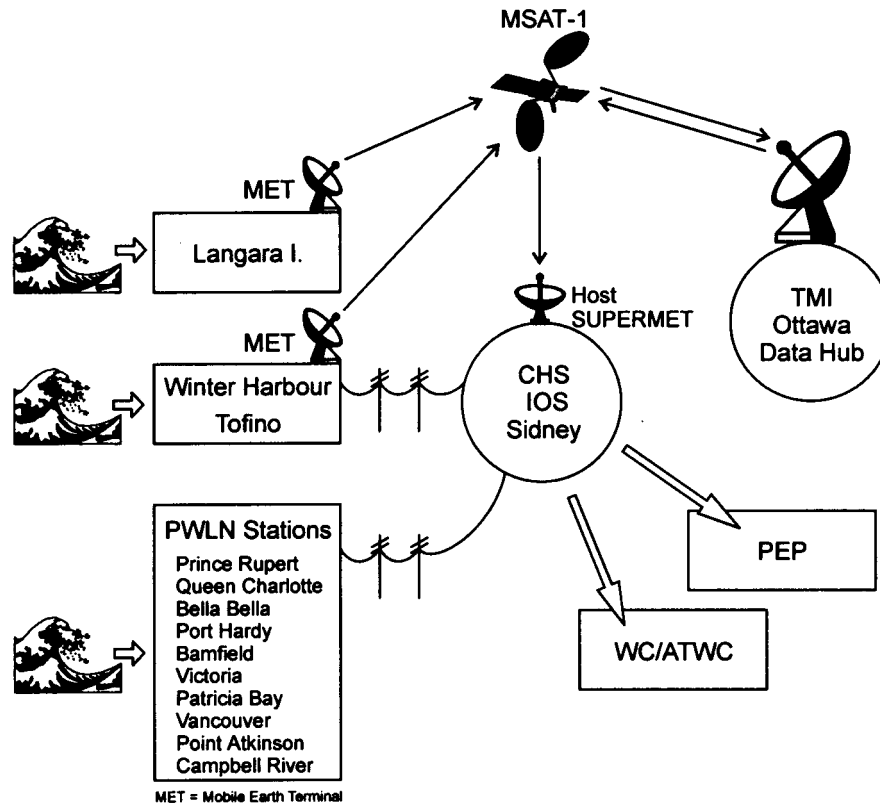 MSAT-1
MET
Langara I.
MET
Winter Harbour
Tofino
Host
SUPERMET
CHS
IOS
Sidney
TMI
Ottawa
Data Hub
PWLN Stations
Prince Rupert
Queen Charlotte
Bella Bella
Port Hardy
Bamfield
Victoria
Patricia Bay
Vancouver
Point Atkinson
Campbell River
PEP
WC/ATWC
MET = Mobile Earth Terminal